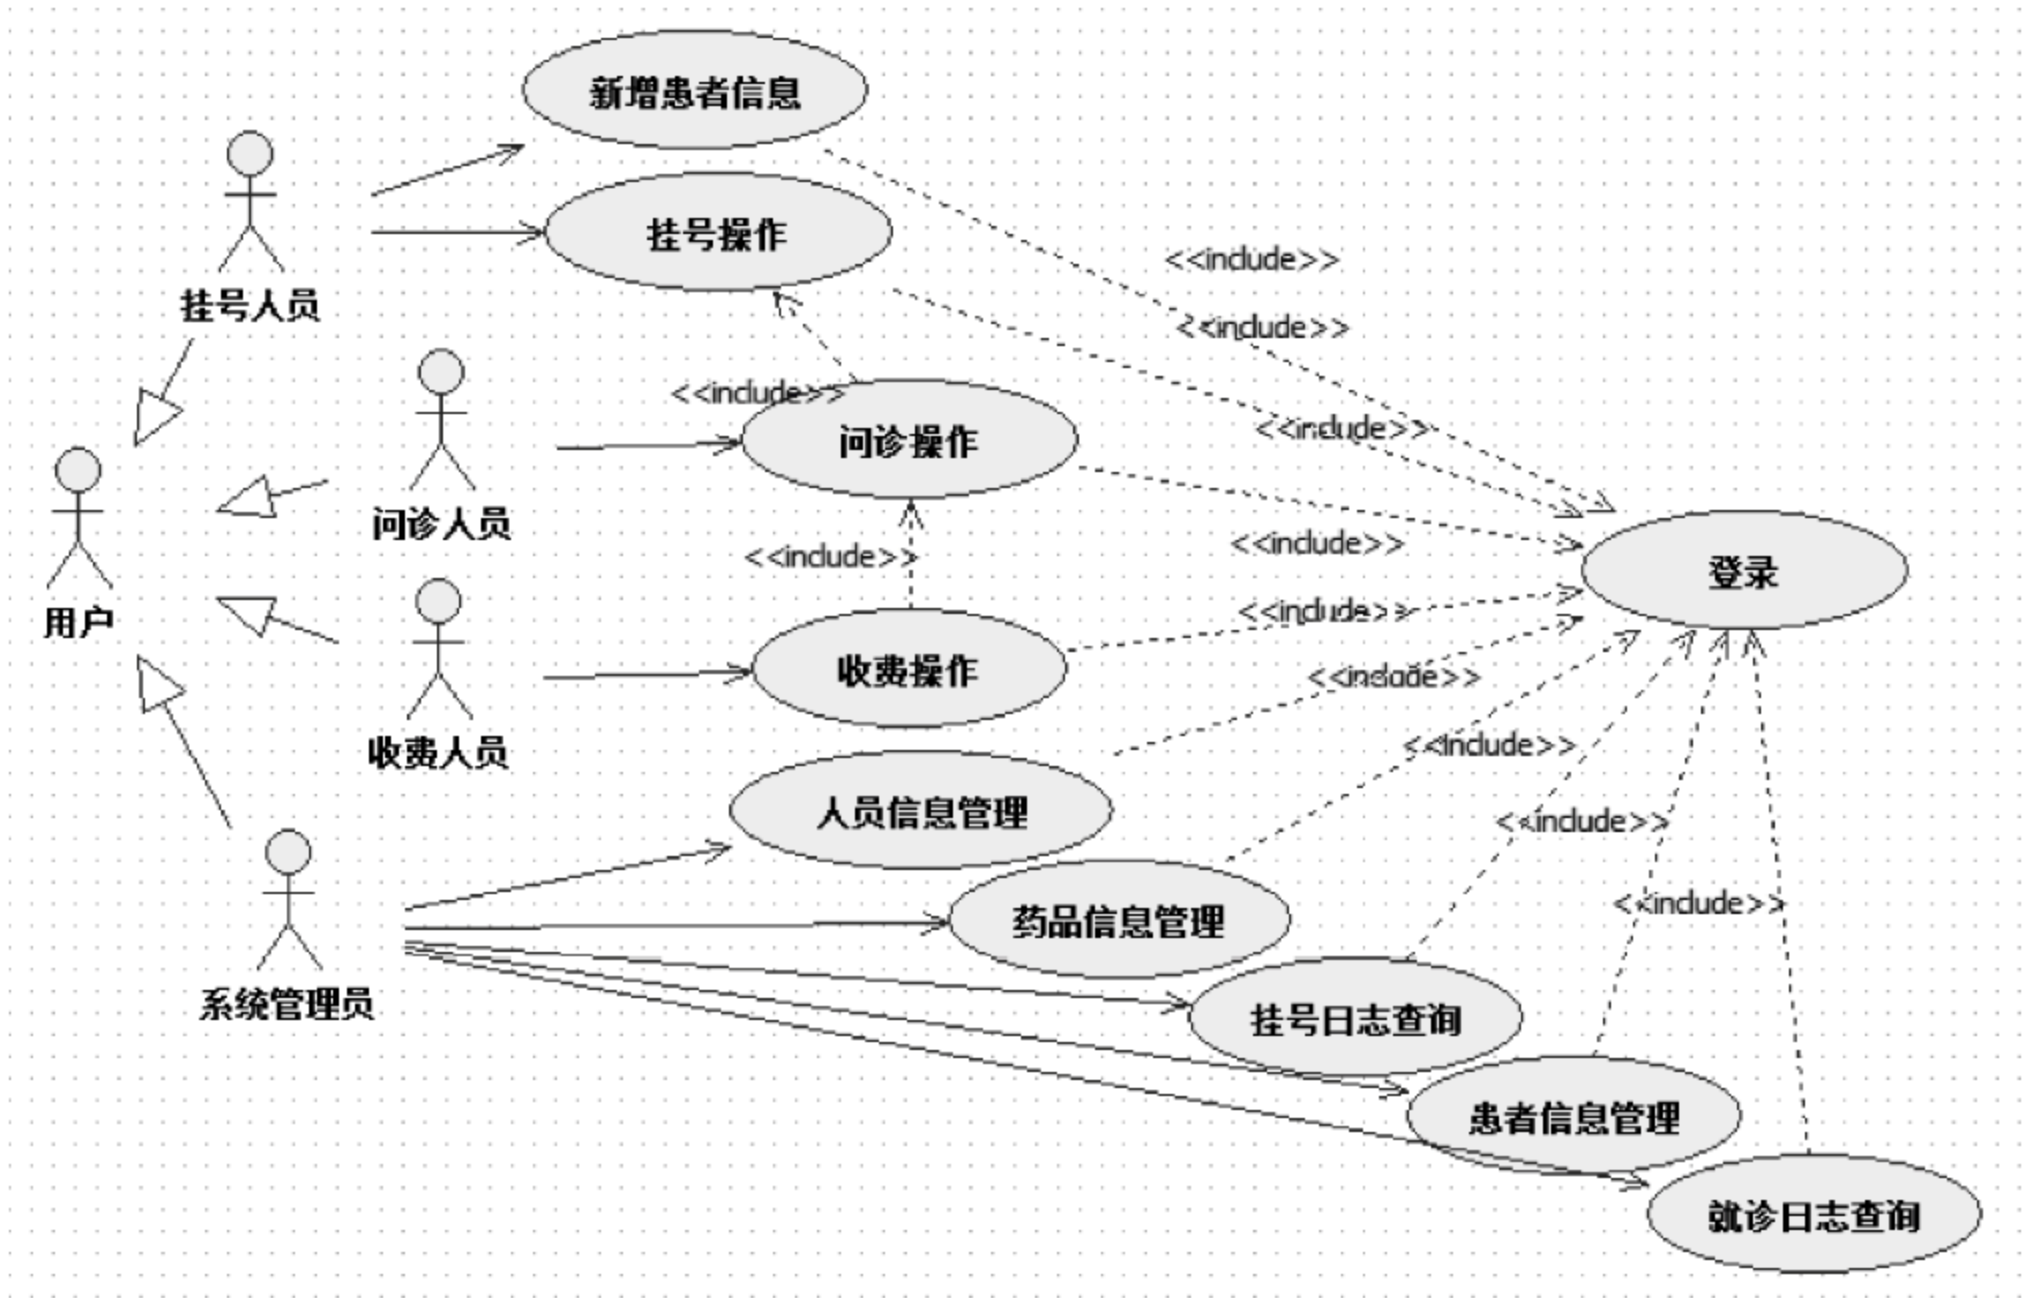 新增患者信息
挂号操作
<<include>>
挂号人员
<<include>>
<<include>>
<<include>>
问诊操作
问诊人员
<<include>>
<<include>>
登录
用户
<<include>>
收费操作
<<include>>
收费人员
<<include>>
人员信息管理
<<include>>
<<include>>
药品信息管理
系统管理员
挂号日志查询
患者信息管理
就诊日志查询